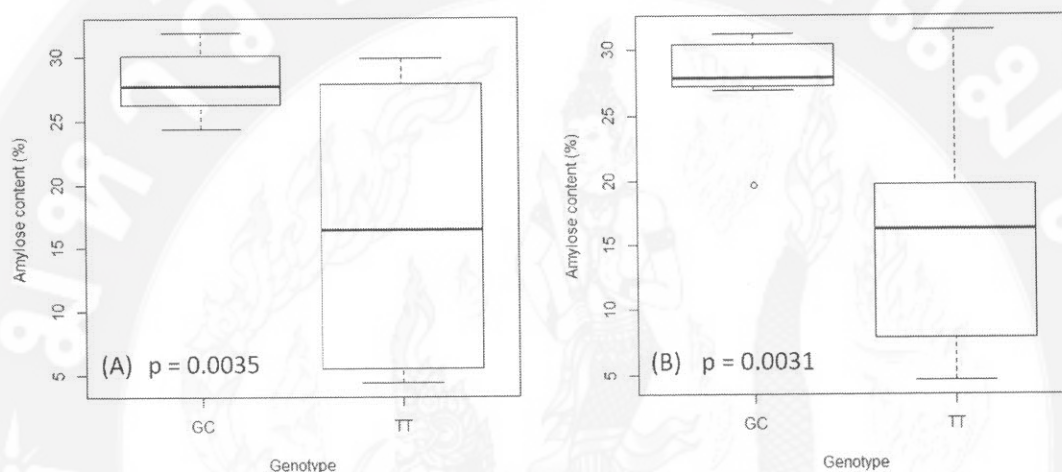 Amylose content (%)
30
25
20
15
10
5
(A) p = 0.0035
GC
TT
Genotype
Amylose content (%)
30
25
20
15
10
5
(B) p = 0.0031
GC
TT
Genotype